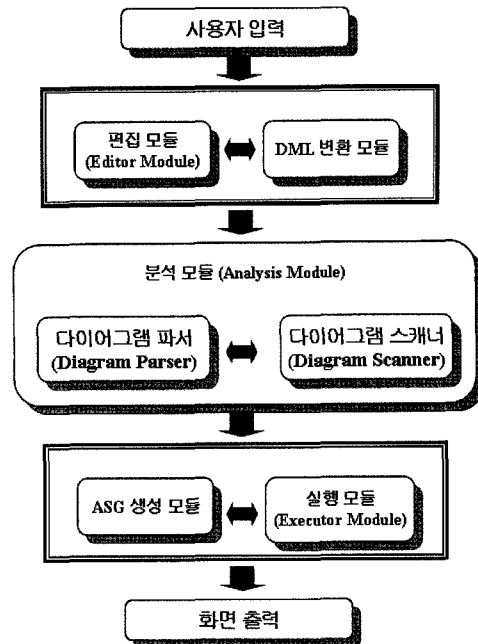 사용자 입력
편집 모듈
(Editor Module)
DML 변환 모듈
분석 모듈 (Analysis Module)
다이어그램 파서
(Diagram Parser)
다이어그램 스캐너
(Diagram Scanner)
ASG 생성 모듈
실행 모듈
(Executor Module)
화면 출력